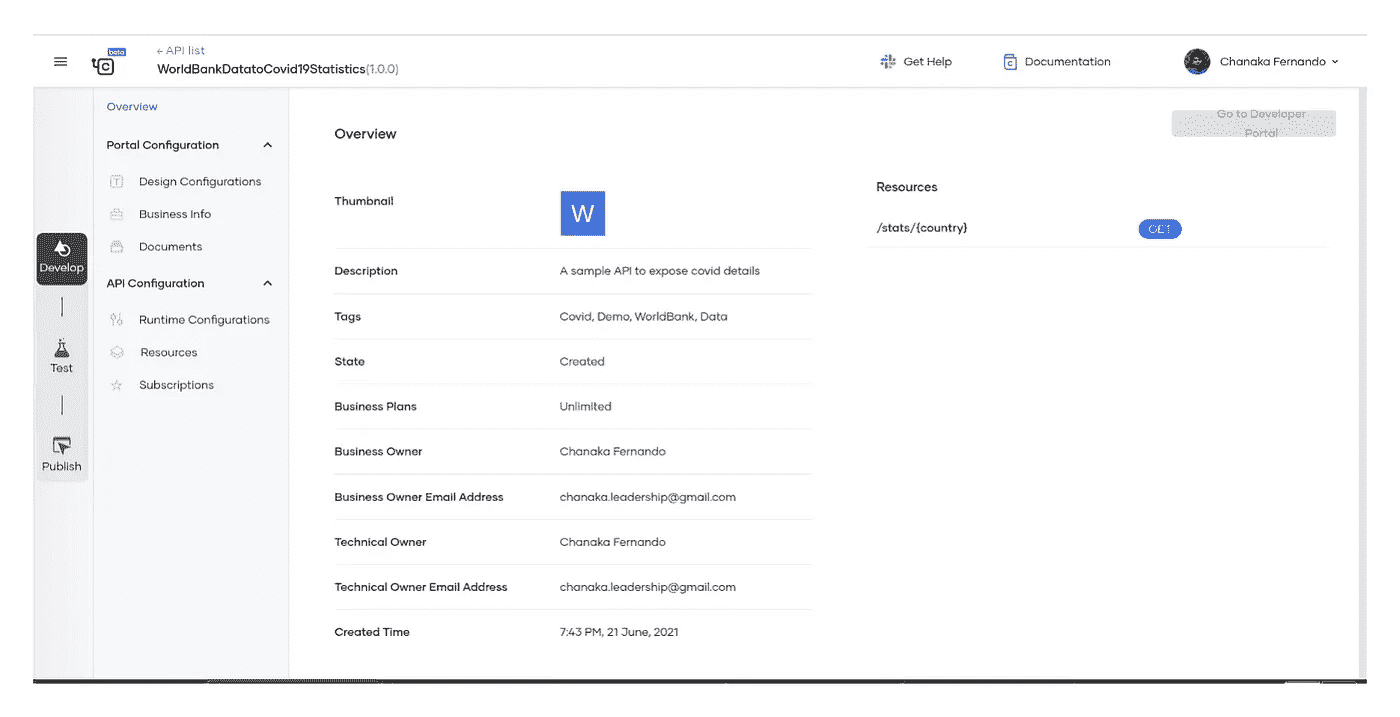 beta
← API list
WorldBankDatatoCovid19Statistics(1.0.0)
Get Help
Documentation
Chanaka Fernando
Develop
Test
Publish
Overview
Portal Configuration
Design Configurations
Business Info
Documents
API Configuration
Runtime Configurations
Resources
Subscriptions
Overview
Go to Developer
Portal
Thumbnail
W
Description
A sample API to expose covid details
Tags
Covid, Demo, WorldBank, Data
State
Created
Business Plans
Unlimited
Business Owner
Chanaka Fernando
Business Owner Email Address
chanaka.leadership@gmail.com
Technical Owner
Chanaka Fernando
Technical Owner Email Address
chanaka.leadership@gmail.com
Created Time
7:43 PM, 21 June, 2021
Resources
/stats/{country}
GET